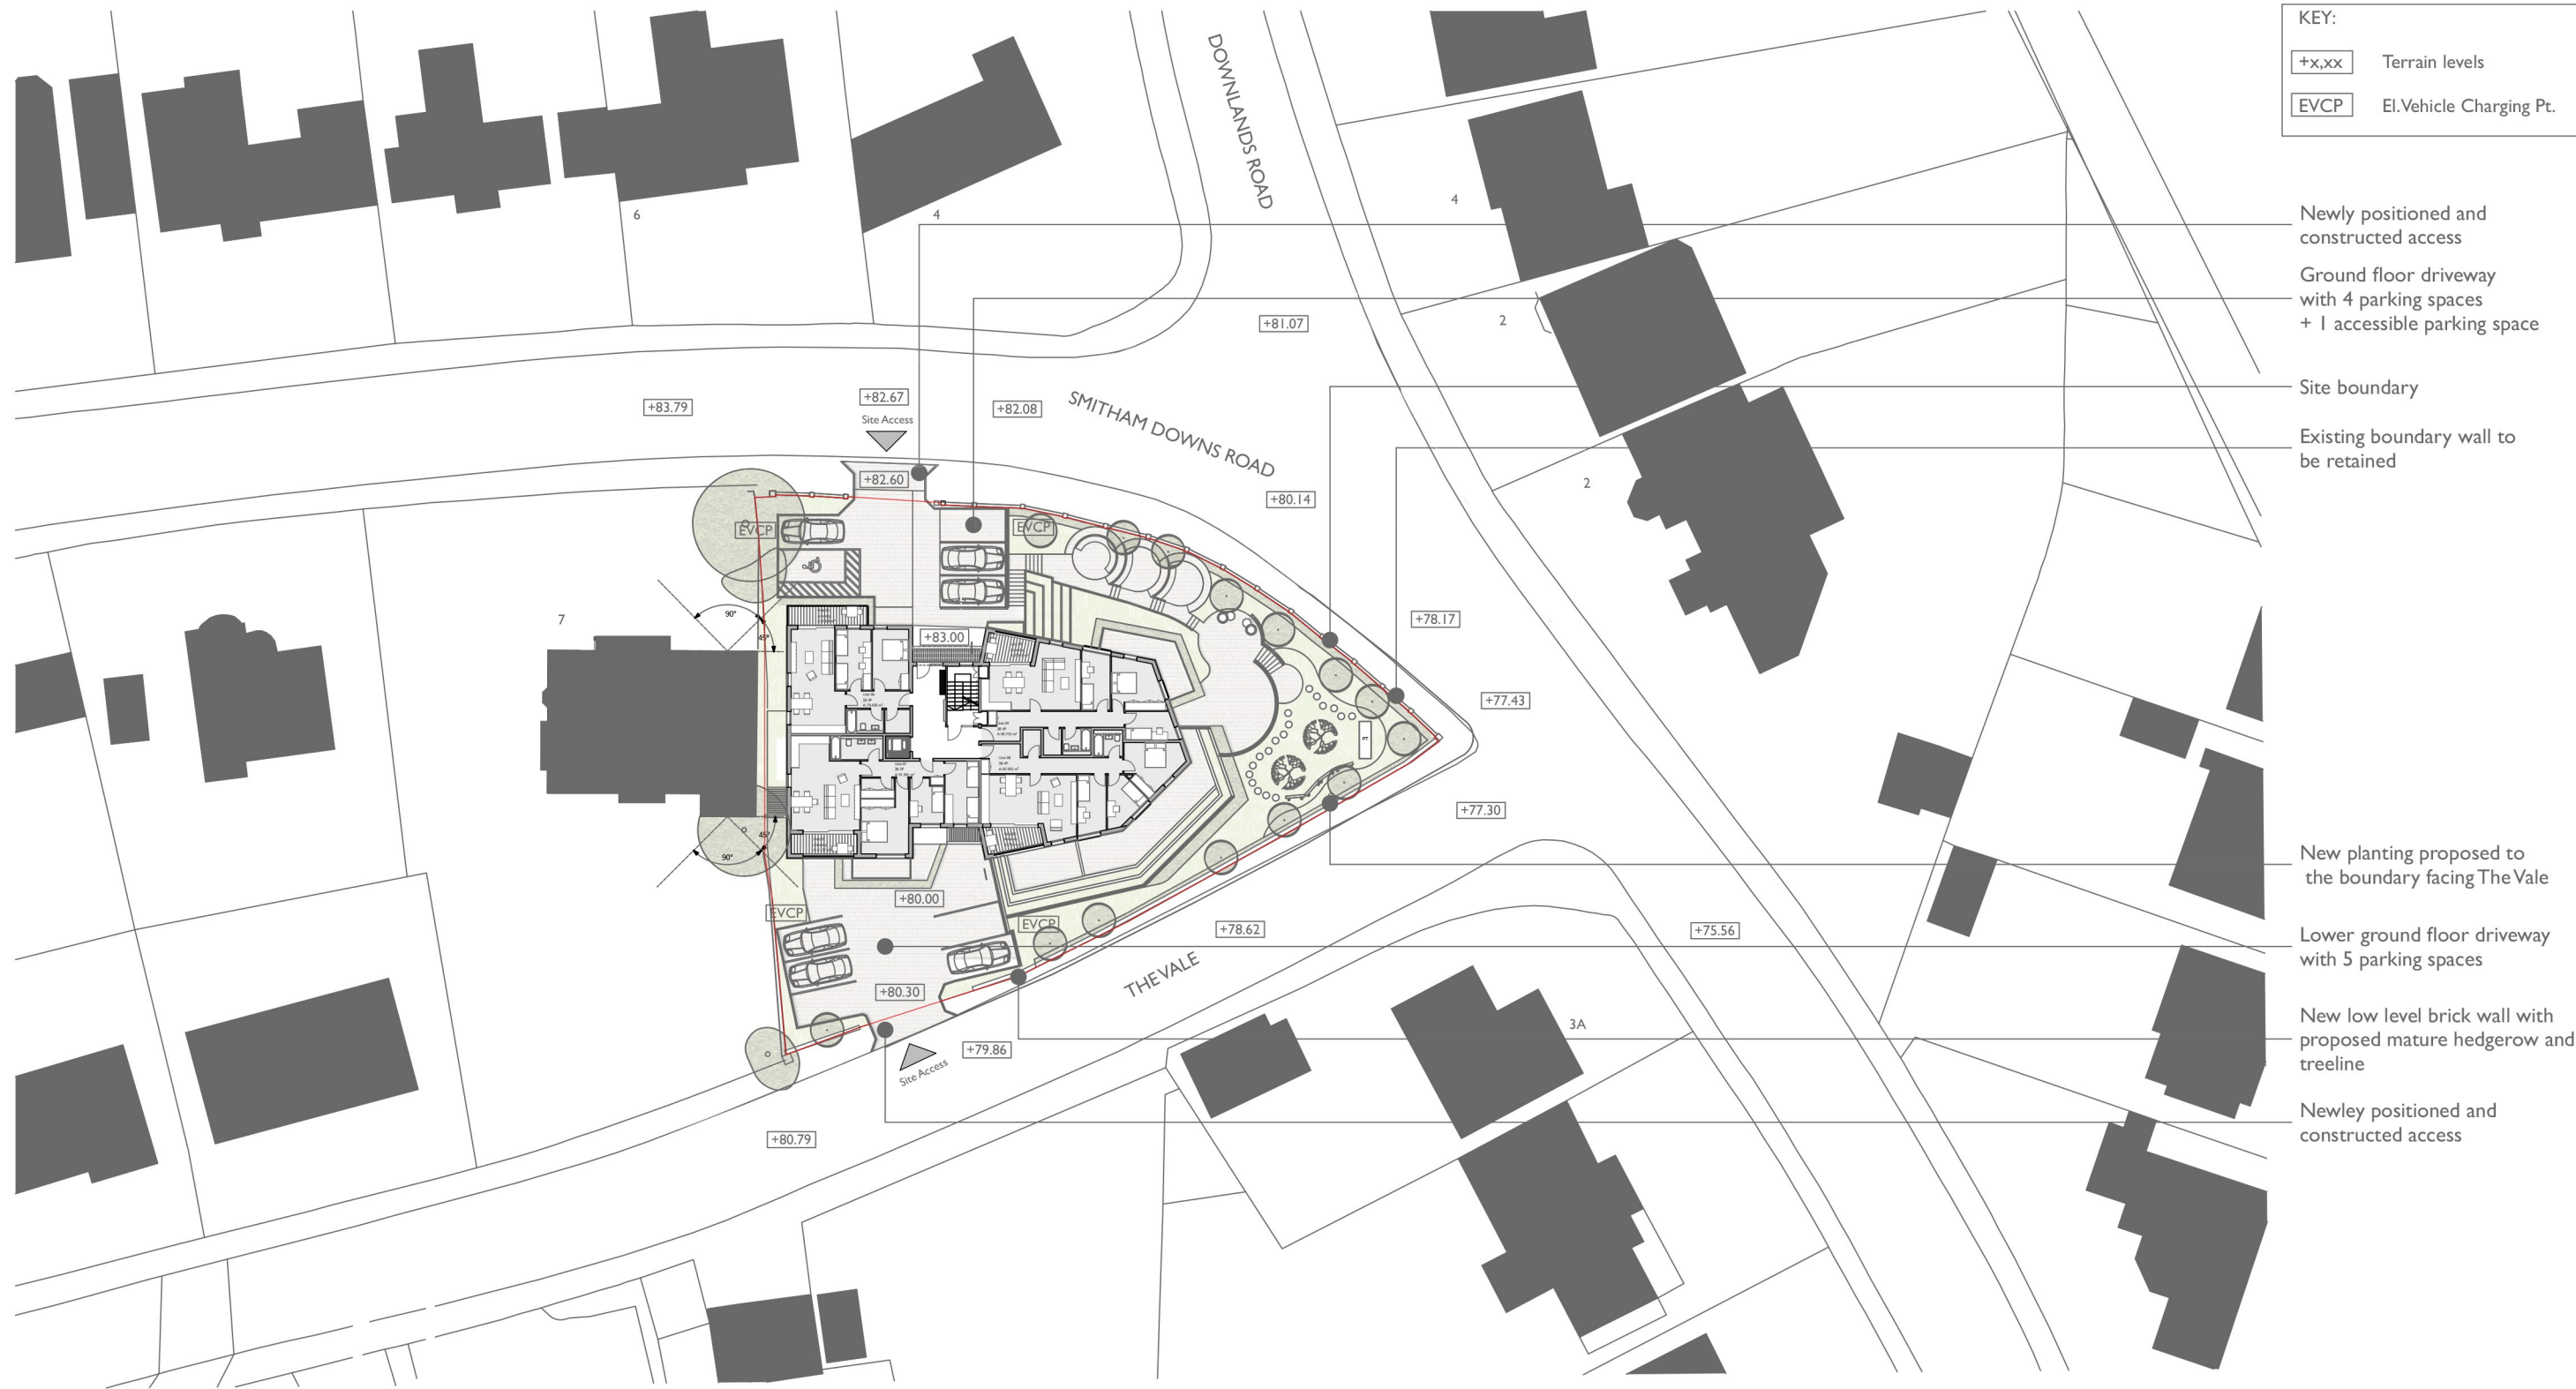 KEY:
+x,xx
Terrain levels
EVCP
El. Vehicle Charging Pt.
DOWNLANDS ROAD
6
4
4
Newly positioned and
constructed access
Ground floor driveway
with 4 parking spaces
+ 1 accessible parking space
+81.07
2
Site boundary
+83.79
+82.67
Site Access
+82.08
SMITHAM DOWNS ROAD
Existing boundary wall to
be retained
+82.60
2
+80.14
EVCP
EVCP
90°
45°
7
+78.17
+83.00
+77.43
PT
+77.30
45°
90°
New planting proposed to
the boundary facing The Vale
+80.00
EVCP
EVCP
+78.62
+75.56
Lower ground floor driveway
with 5 parking spaces
THE VALE
+80.30
New low level brick wall with
proposed mature hedgerow and
treeline
3A
+79.86
Site Access
Newley positioned and
constructed access
+80.79